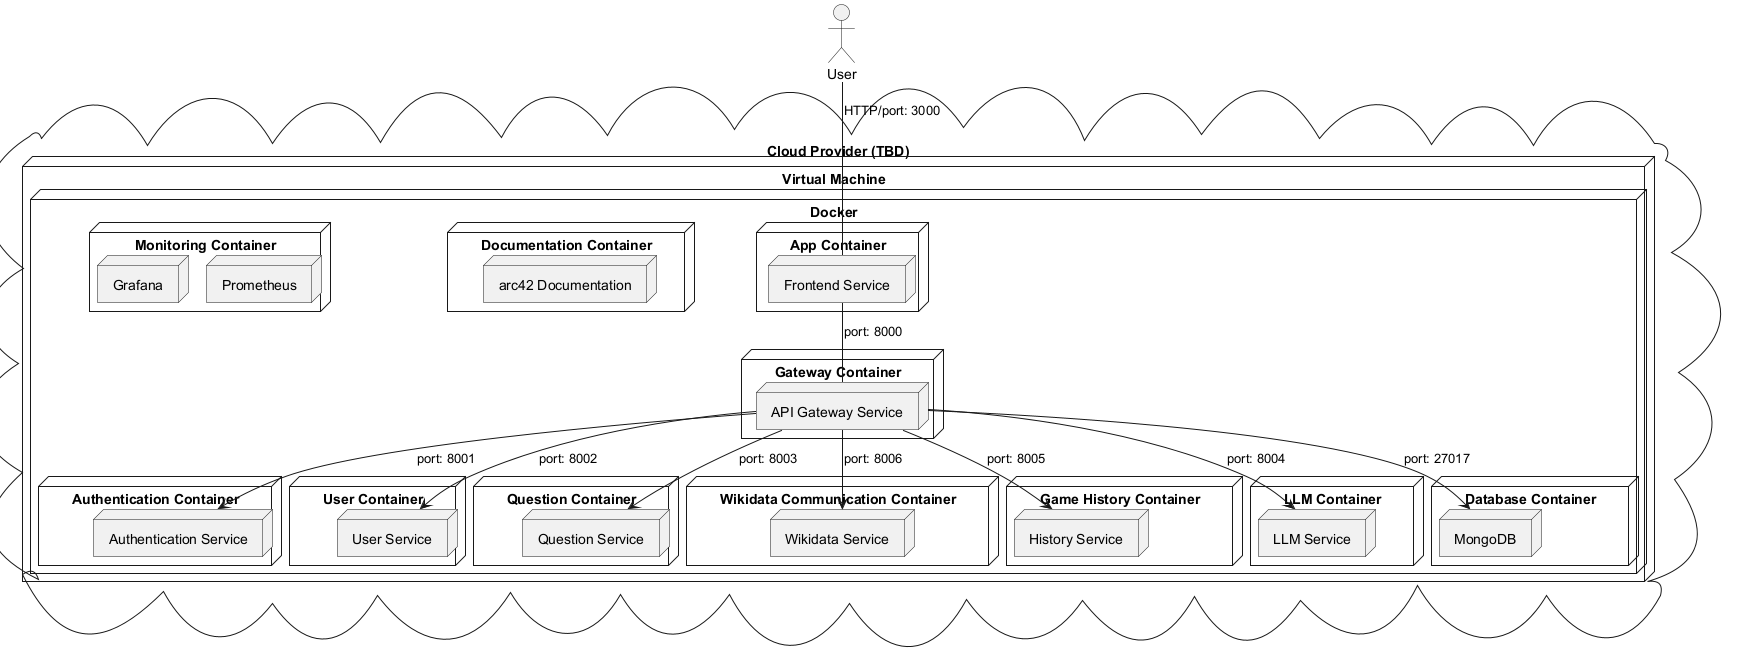 User
HTTP/port: 3000
Cloud Provider (TBD)
Virtual Machine
Docker
Monitoring Container
Grafana
Prometheus
Documentation Container
arc42 Documentation
App Container
Frontend Service
port: 8000
Gateway Container
API Gateway Service
port: 8001
port: 8002
port: 8003
port: 8006
port: 8005
port: 8004
port: 27017
Authentication Container
Authentication Service
User Container
User Service
Question Container
Question Service
Wikidata Communication Container
Wikidata Service
Game History Container
History Service
LLM Container
LLM Service
Database Container
MongoDB